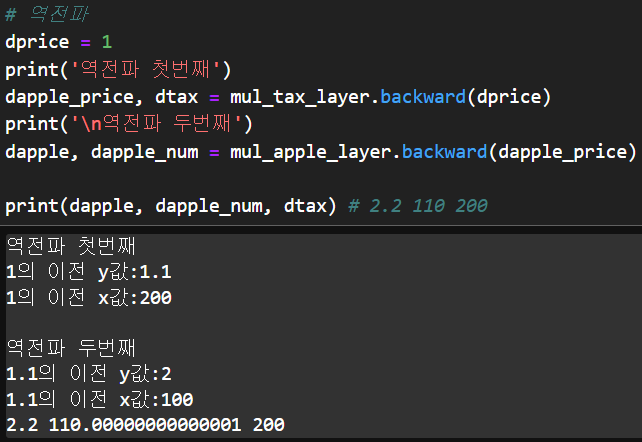 # 역전파
dprice = 1
print('역전파 첫번째')
dapple_price, dtax = mul_tax_layer.backward(dprice)
print('\n역전파 두번째')
dapple, dapple_num = mul_apple_layer.backward(dapple_price)
print(dapple, dapple_num, dtax) # 2.2 110 200
역전파 첫번째
1의 이전 y값:1.1
1의 이전 x값:200
역전파 두번째
1.1의 이전 y값:2
1.1의 이전 x값:100
2.2 110.00000000000001 200